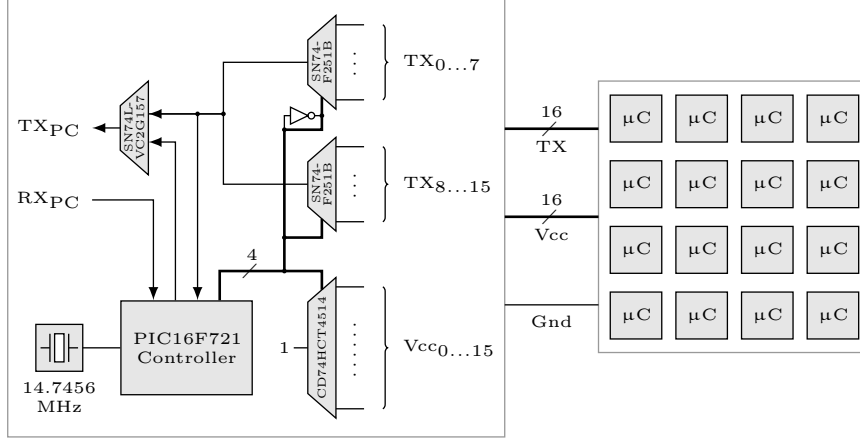 SN74-
F251B
TX0...7
SN74L-
VC2G157
TXPC
SN74-
F251B
TX8...15
RXPC
4
PIC16F721
Controller
14.7456
MHz
1
CD74HCT4514
Vcc0...15
16
TX
16
Vcc
Gnd
μC μC μC μC
μC μC μC μC
μC μC μC μC
μC μC μC μC